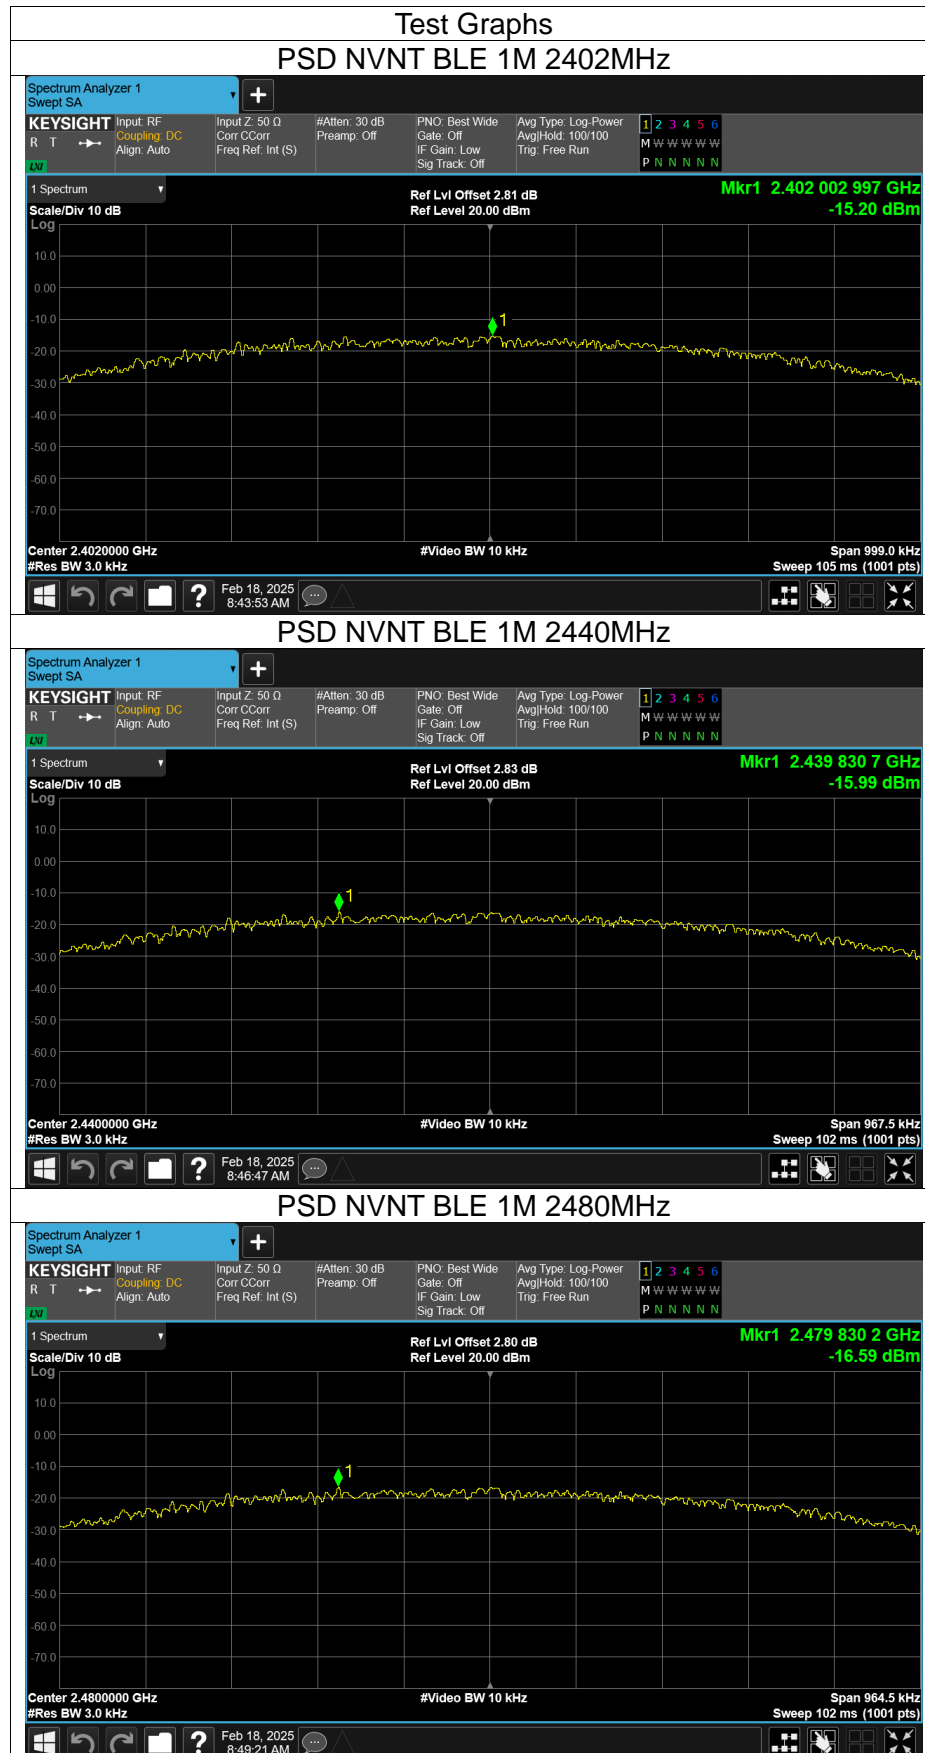 Test Graphs
PSD NVNT BLE 1M 2402MHz
Spectrum Analyzer 1
Swept SA
+
KEYSIGHT Input: RF Input Z: 50 Ω #Atten: 30 dB PNO: Best Wide Avg Type: Log-Power 1 2 3 4 5 6
R T Coupling: DC Corr CCorr Preamp: Off Gate: Off Avg|Hold: 100/100 M W W W W W
Align: Auto Freq Ref: Int (S) IF Gain: Low Trig: Free Run P N N N N N
LXI Sig Track: Off
1 Spectrum Ref Lvl Offset 2.81 dB Mkr1 2.402 002 997 GHz
Scale/Div 10 dB Ref Level 20.00 dBm -15.20 dBm
Log
10.0
0.00
1
-10.0
-20.0
-30.0
-40.0
-50.0
-60.0
-70.0
Center 2.4020000 GHz #Video BW 10 kHz Span 999.0 kHz
#Res BW 3.0 kHz Sweep 105 ms (1001 pts)
? Feb 18, 2025
8:43:53 AM
PSD NVNT BLE 1M 2440MHz
Spectrum Analyzer 1
Swept SA
+
KEYSIGHT Input: RF Input Z: 50 Ω #Atten: 30 dB PNO: Best Wide Avg Type: Log-Power 1 2 3 4 5 6
R T Coupling: DC Corr CCorr Preamp: Off Gate: Off Avg|Hold: 100/100 M W W W W W
Align: Auto Freq Ref: Int (S) IF Gain: Low Trig: Free Run P N N N N N
LXI Sig Track: Off
1 Spectrum Ref Lvl Offset 2.83 dB Mkr1 2.439 830 7 GHz
Scale/Div 10 dB Ref Level 20.00 dBm -15.99 dBm
Log
10.0
0.00
-10.0
1
-20.0
-30.0
-40.0
-50.0
-60.0
-70.0
Center 2.4400000 GHz #Video BW 10 kHz Span 967.5 kHz
#Res BW 3.0 kHz Sweep 102 ms (1001 pts)
? Feb 18, 2025
8:46:47 AM
PSD NVNT BLE 1M 2480MHz
Spectrum Analyzer 1
Swept SA
+
KEYSIGHT Input: RF Input Z: 50 Ω #Atten: 30 dB PNO: Best Wide Avg Type: Log-Power 1 2 3 4 5 6
R T Coupling: DC Corr CCorr Preamp: Off Gate: Off Avg|Hold: 100/100 M W W W W W
Align: Auto Freq Ref: Int (S) IF Gain: Low Trig: Free Run P N N N N N
LXI Sig Track: Off
1 Spectrum Ref Lvl Offset 2.80 dB Mkr1 2.479 830 2 GHz
Scale/Div 10 dB Ref Level 20.00 dBm -16.59 dBm
Log
10.0
0.00
-10.0
1
-20.0
-30.0
-40.0
-50.0
-60.0
-70.0
Center 2.4800000 GHz #Video BW 10 kHz Span 964.5 kHz
#Res BW 3.0 kHz Sweep 102 ms (1001 pts)
? Feb 18, 2025
8:49:21 AM